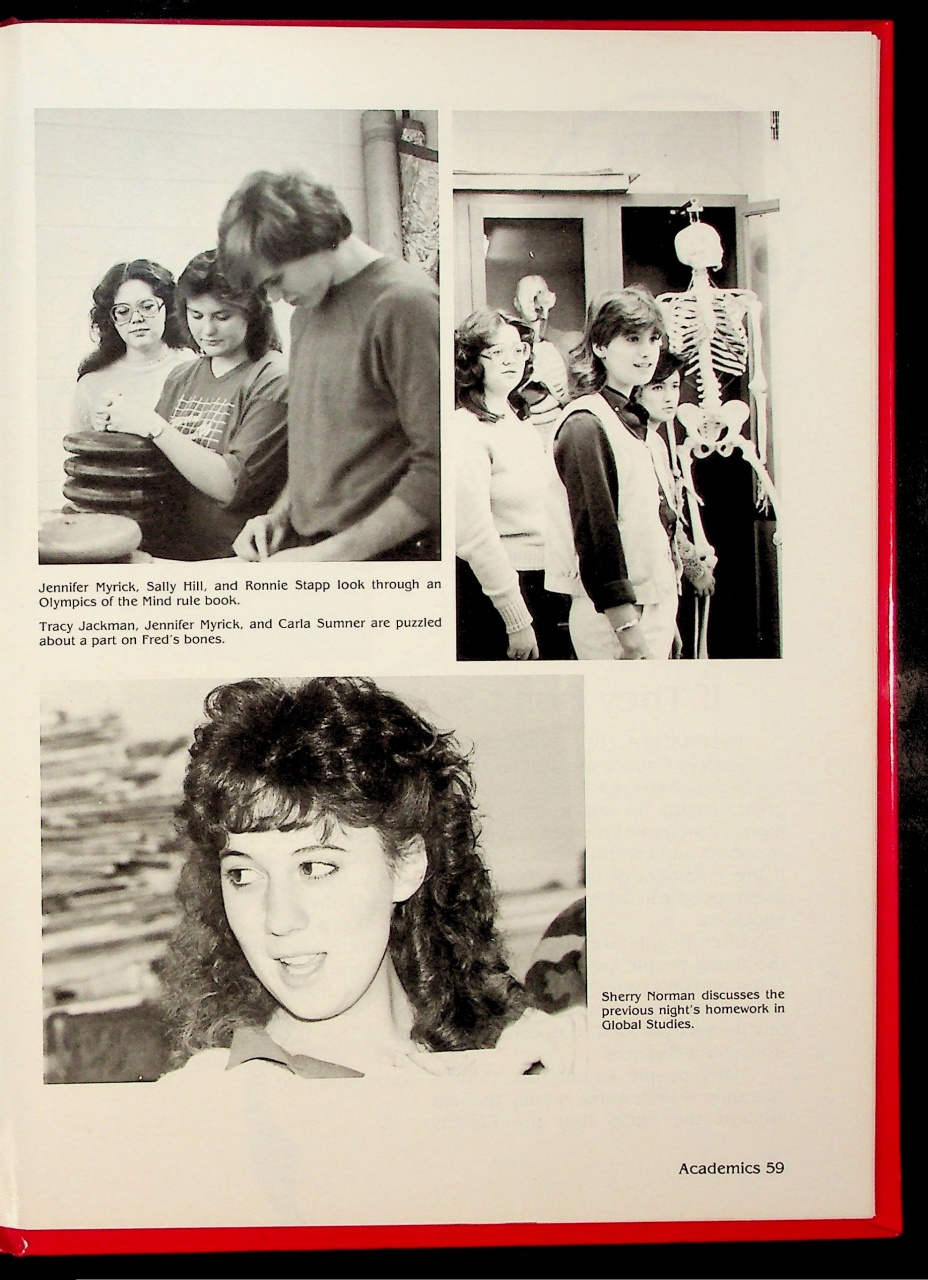 Jennifer Myrick, Sally Hill, and Ronnie Stapp look through an
Olympics of the Mind rule book.
Tracy Jackman, Jennifer Myrick, and Carla Sumner are puzzled
about a part on Fred's bones.
Sherry Norman discusses the
previous night's homework in
Global Studies.
Academics 59